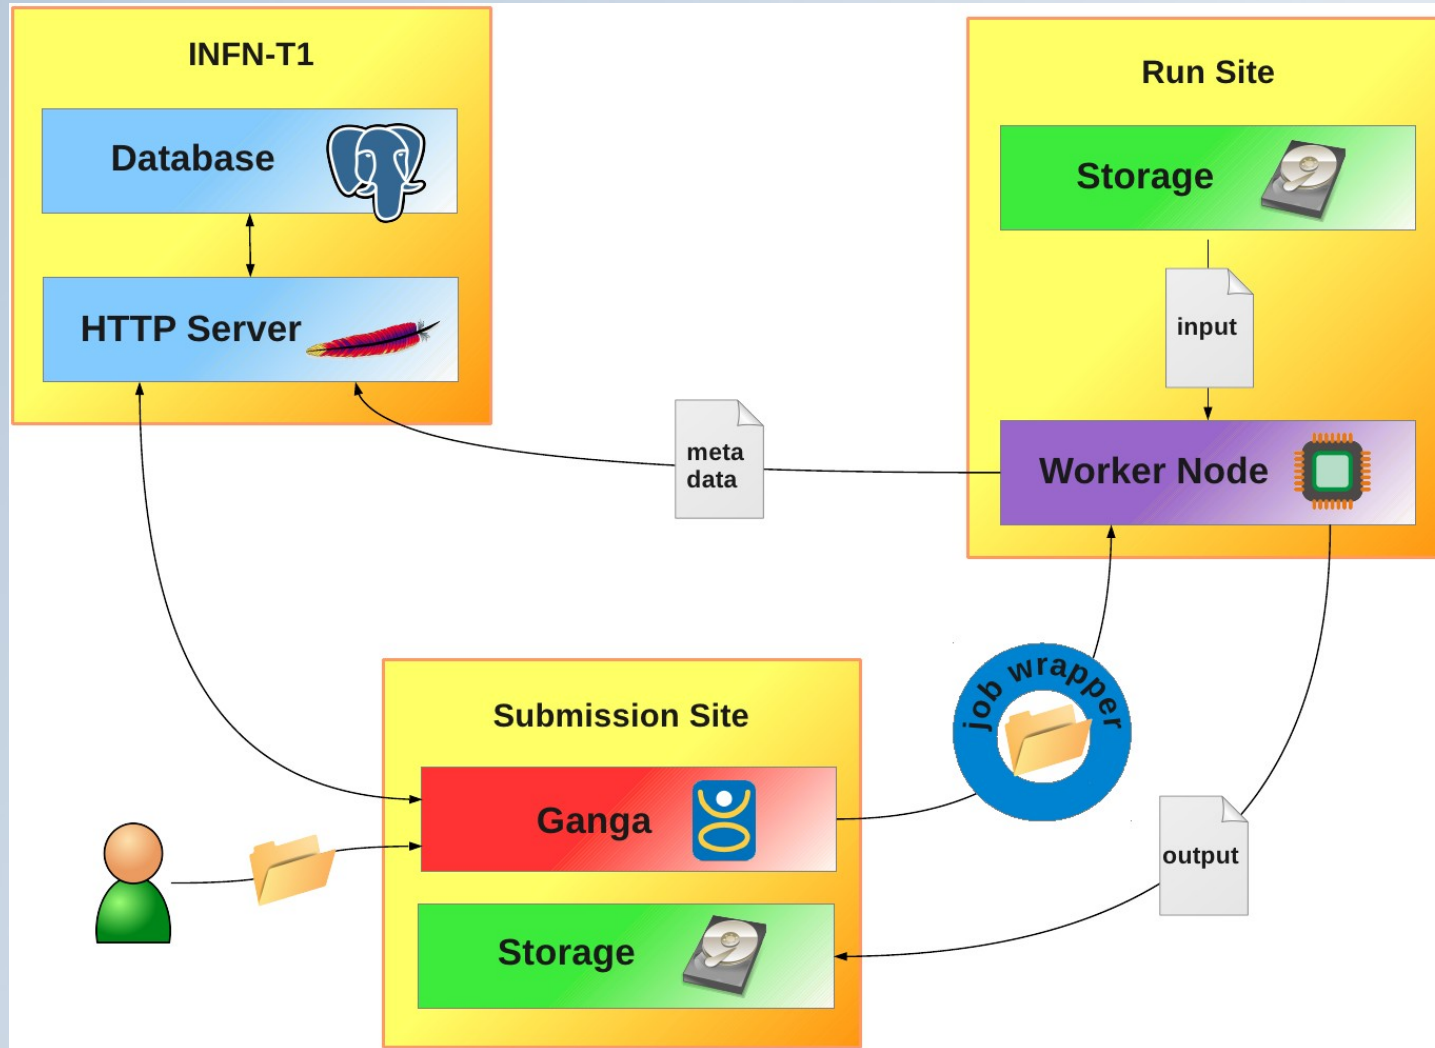 INFN-T1
Database
HTTP Server
Run Site
Storage
input
Worker Node
meta
data
job wrapper
Submission Site
Ganga
Storage
output